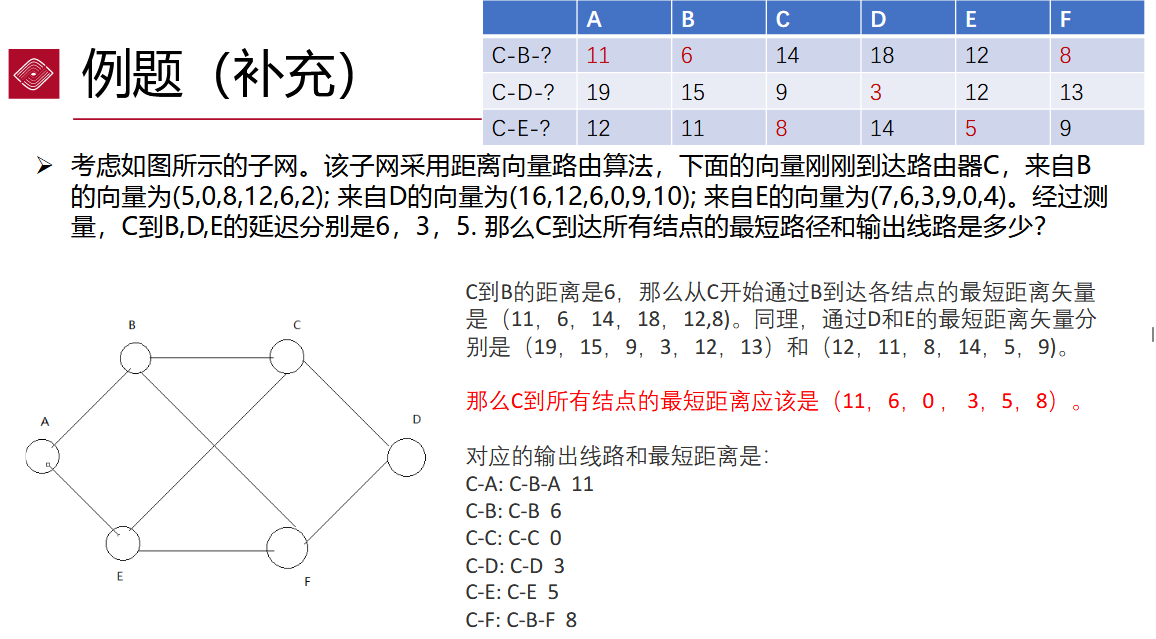 例题（补充）
A B C D E F
C-B-? 11 6 14 18 12 8
C-D-? 19 15 9 3 12 13
C-E-? 12 11 8 14 5 9
考虑如图所示的子网。该子网采用距离向量路由算法，下面的向量刚刚到达路由器C，来自B
的向量为(5,0,8,12,6,2); 来自D的向量为(16,12,6,0,9,10); 来自E的向量为(7,6,3,9,0,4)。经过测
量，C到B,D,E的延迟分别是6，3，5. 那么C到达所有结点的最短路径和输出线路是多少？
C到B的距离是6，那么从C开始通过B到达各结点的最短距离矢量
是（11，6，14，18，12,8)。同理，通过D和E的最短距离矢量分
别是（19，15，9，3，12，13）和（12，11，8，14，5，9)。
那么C到所有结点的最短距离应该是（11，6，0 ，3，5，8）。
对应的输出线路和最短距离是：
C-A: C-B-A 11
C-B: C-B 6
C-C: C-C 0
C-D: C-D 3
C-E: C-E 5
C-F: C-B-F 8
B
C
A
D
E
F